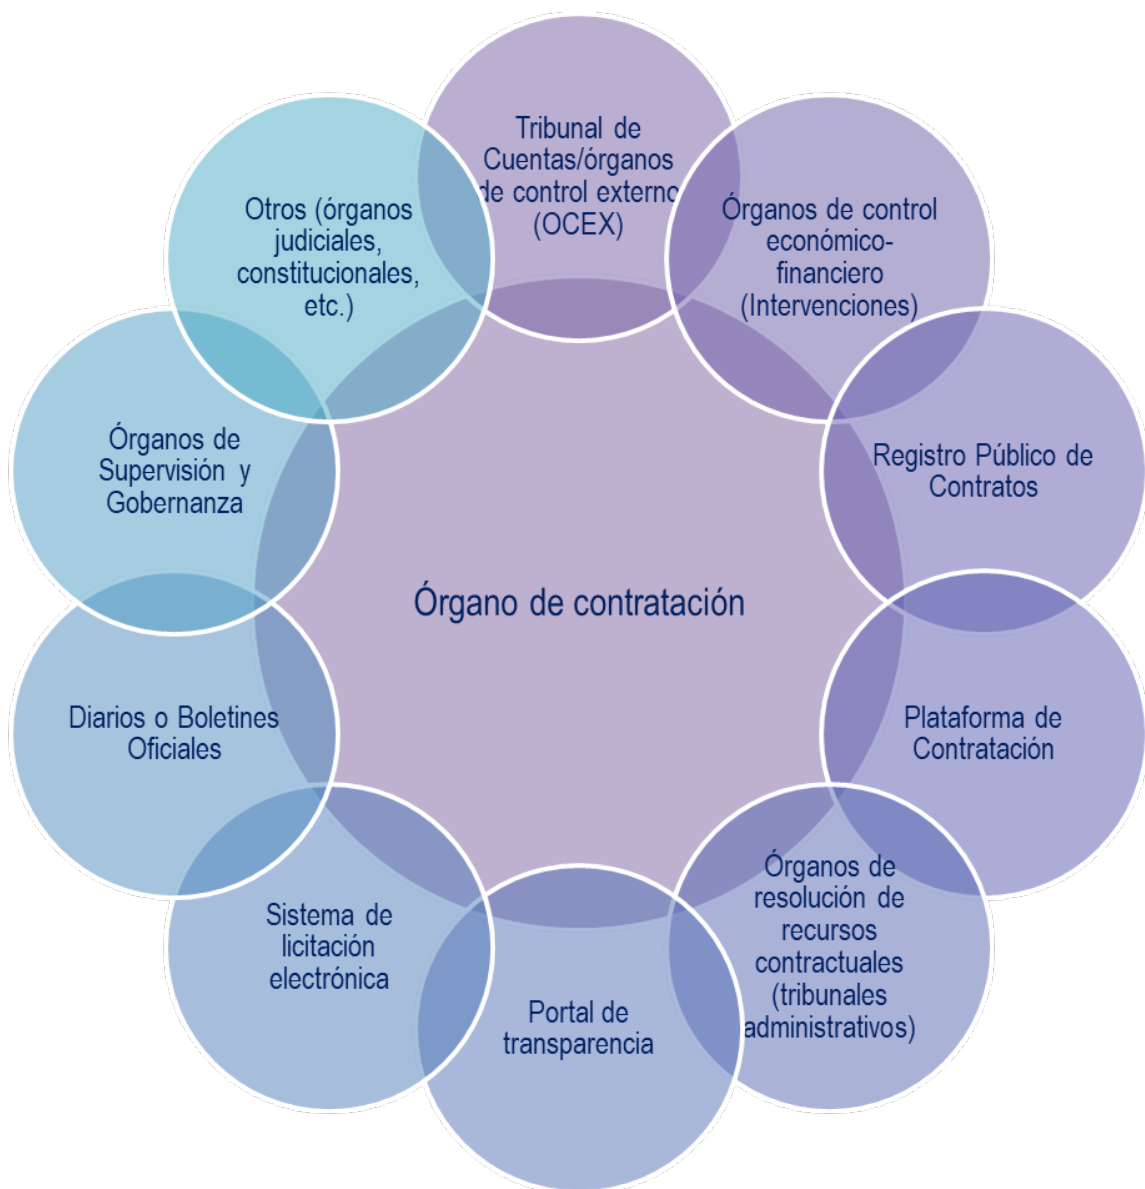 Tribunal de
Cuentas/órganos
de control externo
(OCEX)
Órganos de control
económico-
financiero
(Intervenciones)
Registro Público de
Contratos
Plataforma de
Contratación
Órganos de
resolución de
recursos
contractuales
(tribunales
administrativos)
Portal de
transparencia
Sistema de
licitación
electrónica
Diarios o Boletines
Oficiales
Órganos de
Supervisión y
Gobernanza
Otros (órganos
judiciales,
constitucionales,
etc.)
Órgano de contratación